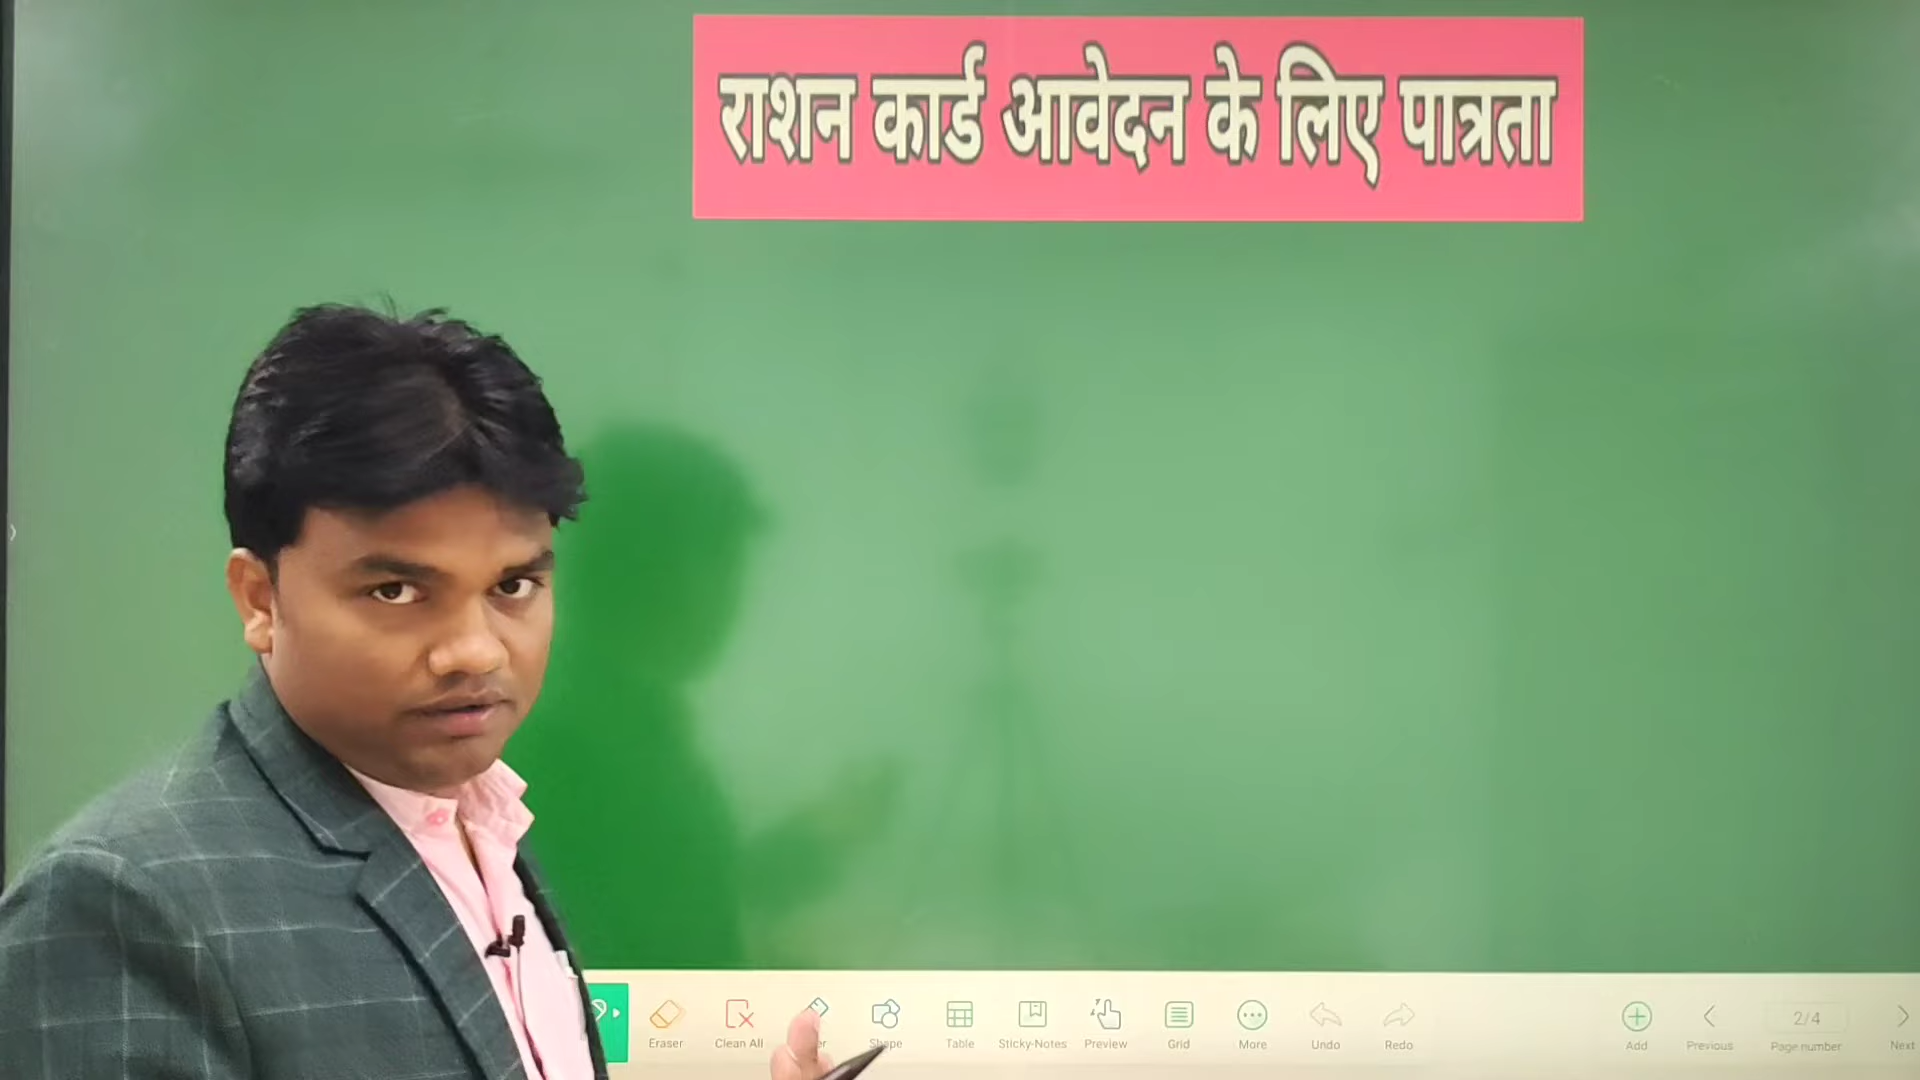 राशन कार्ड आवेदन के लिए पात्रता
Eraser Clean All Shape Table Sticky-Notes Preview Grid More Undo Redo Add Previous 2/4 Page number Next